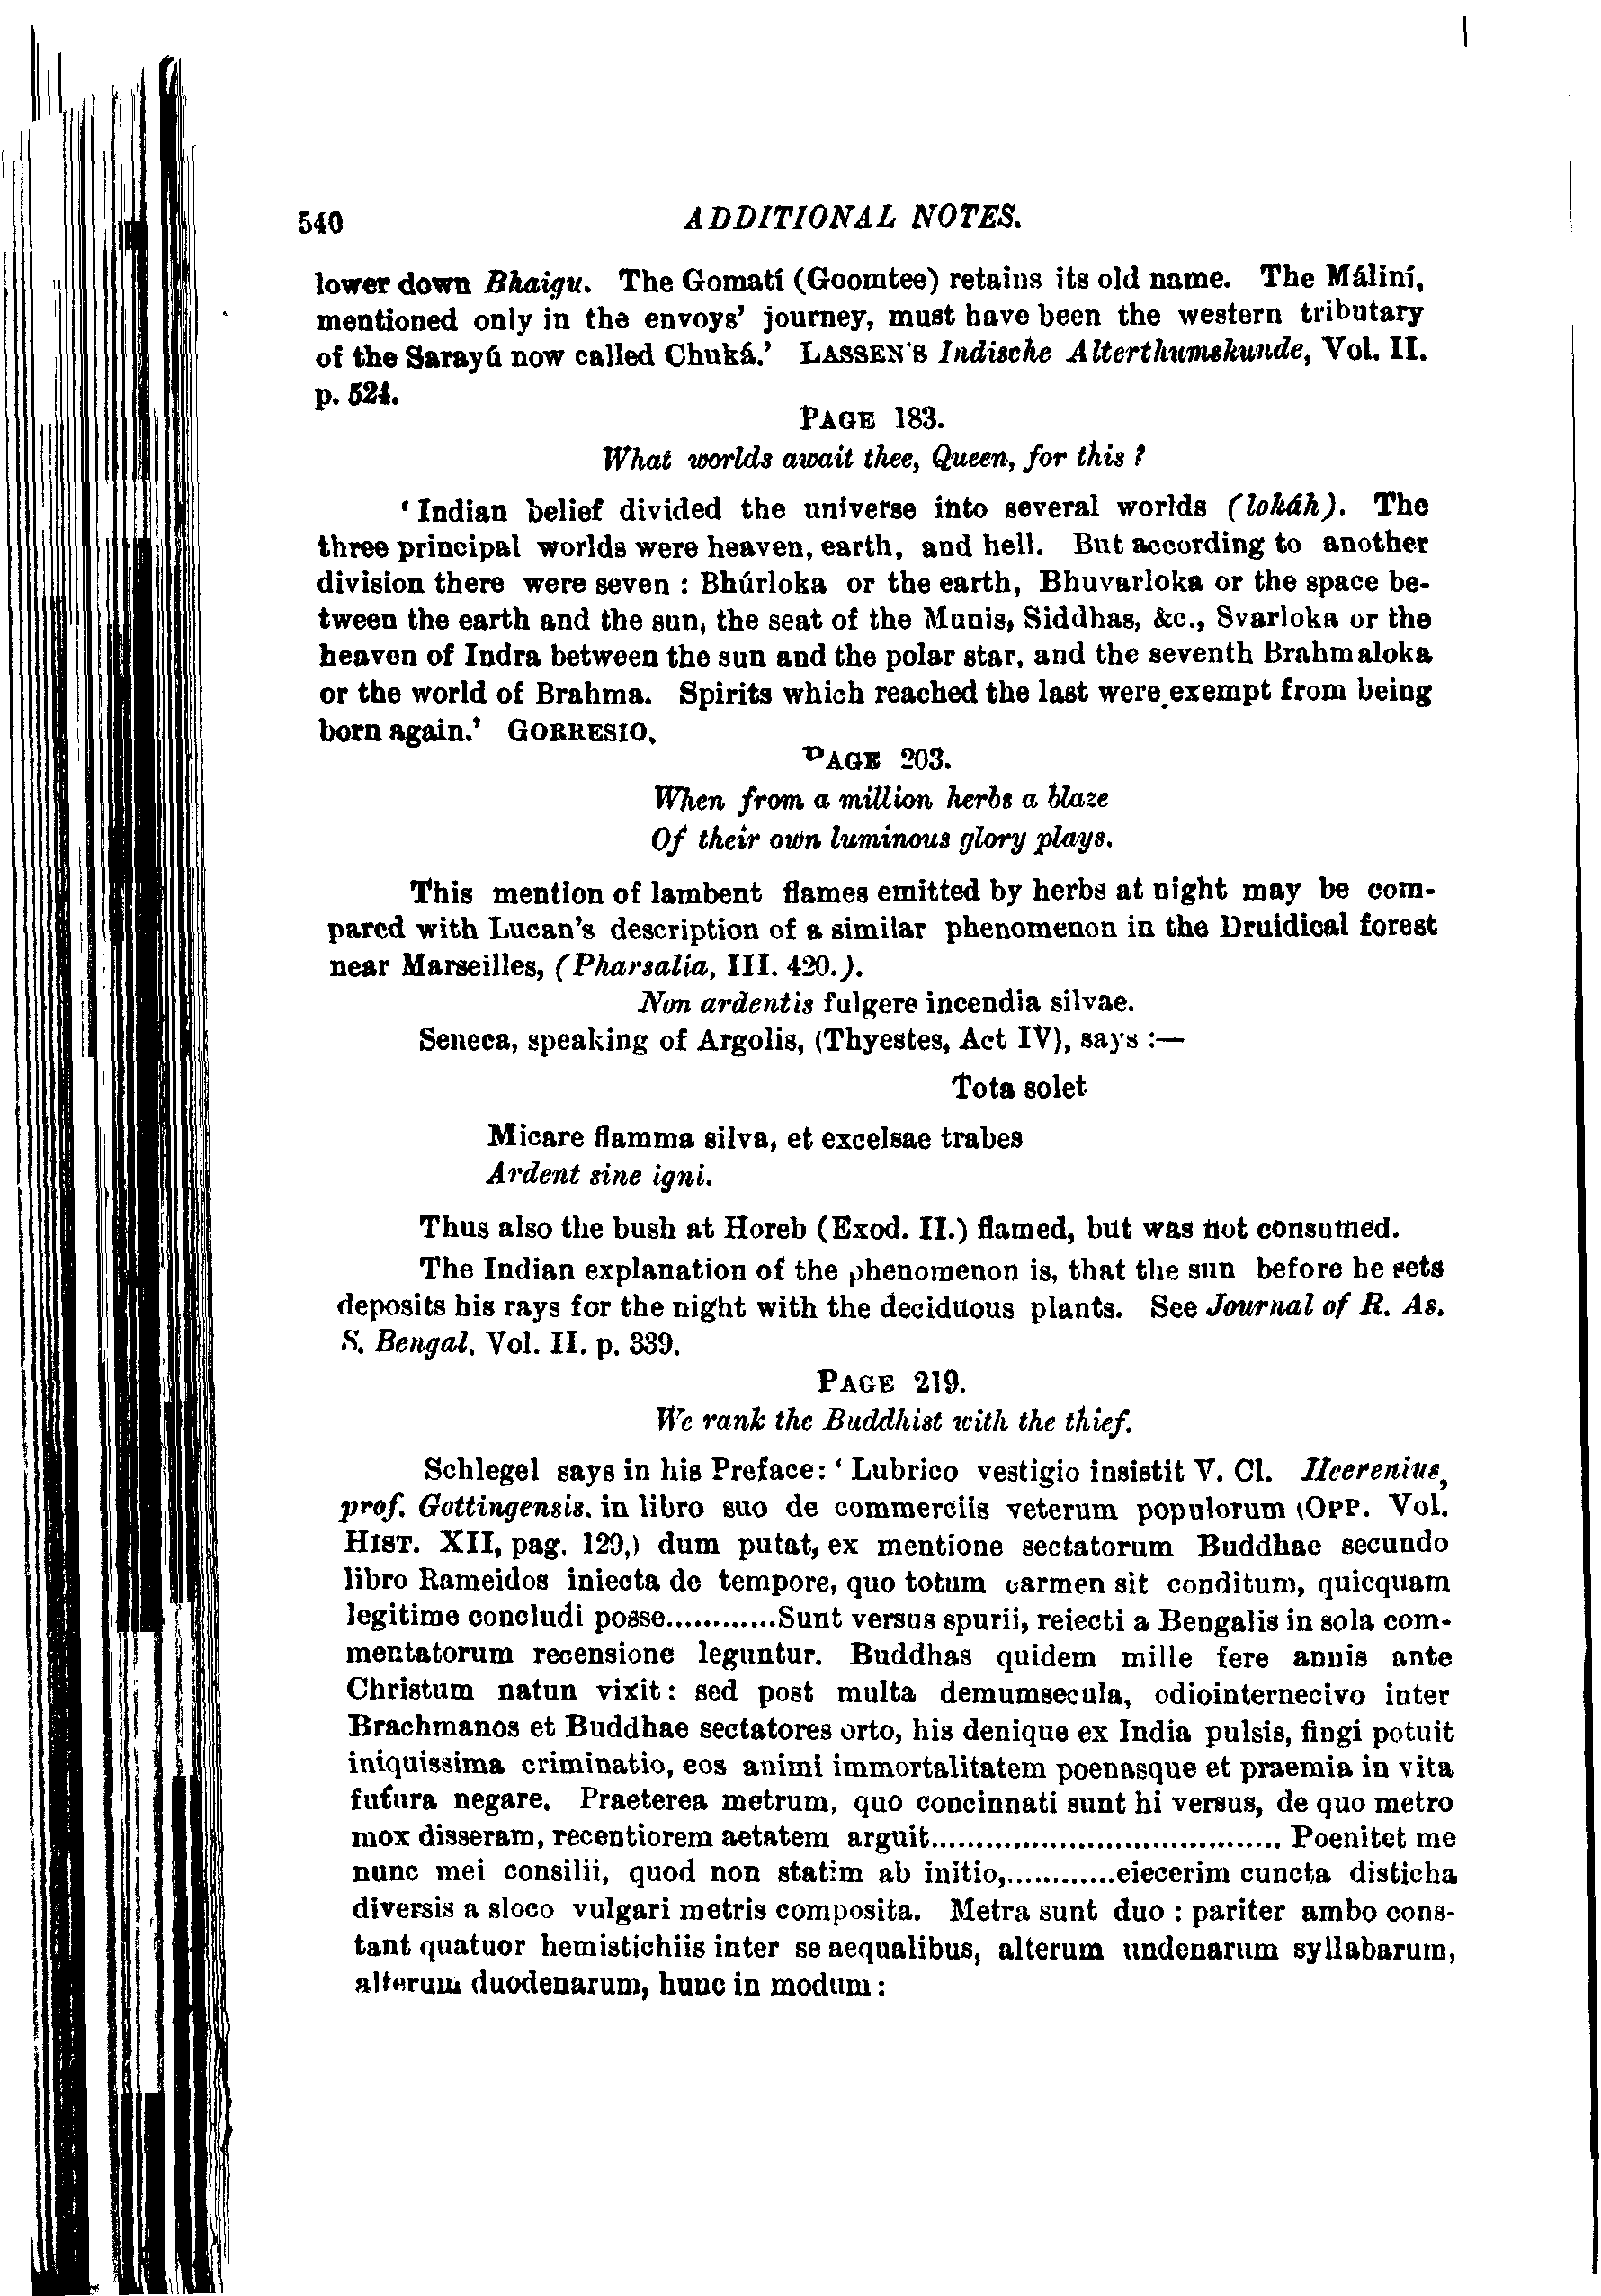 540 ADDITIONAL NOTES.
lower down Bhaigu. The Gomatí (Goomtee) retains its old name. The Máliní,
mentioned only in the envoys' journey, must have been the western tributary
of the Sarayú now called Chuká.' LASSEN'S Indische Alterthumskunde, Vol. II.
p. 524.
PAGE 183.
What worlds await thee, Queen, for this?
'Indian belief divided the universe into several worlds (lokáh). The
three principal worlds were heaven, earth, and hell. But according to another
division there were seven : Bhúrloka or the earth, Bhuvarloka or the space be-
tween the earth and the sun, the seat of the Munis, Siddhas, &c., Svarloka or the
heaven of Indra between the sun and the polar star, and the seventh Brahmaloka
or the world of Brahma. Spirits which reached the last were exempt from being
born again.' GORRESIO.
PAGE 203.
When from a million herbs a blaze
Of their own luminous glory plays.
This mention of lambent flames emitted by herbs at night may be com-
pared with Lucan's description of a similar phenomenon in the Druidical forest
near Marseilles, (Pharsalia, III. 420.).
Non ardentis fulgere incendia silvae.
Seneca, speaking of Argolis, (Thyestes, Act IV), says :—
Tota solet
Micare flamma silva, et excelsae trabes
Ardent sine igni.
Thus also the bush at Horeb (Exod. II.) flamed, but was not consumed.
The Indian explanation of the phenomenon is, that the sun before he sets
deposits his rays for the night with the deciduous plants. See Journal of R. As.
S. Bengal, Vol. II. p. 339.
PAGE 219.
We rank the Buddhist with the thief.
Schlegel says in his Preface: 'Lubrico vestigio insistit V. Cl. Heerenius,
prof. Gottingensis. in libro suo de commerciis veterum populorum (OPP. Vol.
HIST. XII, pag. 129,) dum putat, ex mentione sectatorum Buddhae secundo
libro Rameidos iniecta de tempore, quo totum carmen sit conditum, quicquam
legitime concludi posse............Sunt versus spurii, reiecti a Bengalis in sola com-
mentatorum recensione leguntur. Buddhas quidem mille fere annis ante
Christum natun vixit: sed post multa demumsecula, odiointernecivo inter
Brachmanos et Buddhae sectatores orto, his denique ex India pulsis, fingi potuit
iniquissima criminatio, eos animi immortalitatem poenasque et praemia in vita
futura negare. Praeterea metrum, quo concinnati sunt hi versus, de quo metro
mox disseram, recentiorem aetatem arguit..................................... Poenitet me
nunc mei consilii, quod non statim ab initio,............eiecerim cuncta disticha
diversis a sloco vulgari metris composita. Metra sunt duo : pariter ambo cons-
tant quatuor hemistichiis inter se aequalibus, alterum undenarum syllabarum,
alterum duodenarum, hunc in modum: